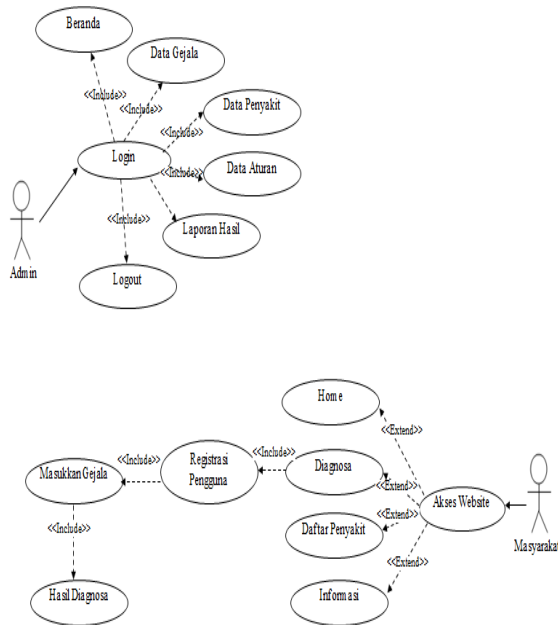 Beranda
Data Gejala
<<Include>>
<<Include>>
Data Penyakit
<<Include>>
Login
<<Include>>
Data Aturan
<<Include>>
Laporan Hasil
Admin
Logout
Home
<<Extend>>
<<Include>>
<<Include>>
Registrasi
Pengguna
Diagnosa
Masukkan Gejala
<<Extend>>
Akses Website
<<Extend>>
<<Include>>
Daftar Penyakit
Masyarakat
<<Extend>>
Hasil Diagnosa
Informasi